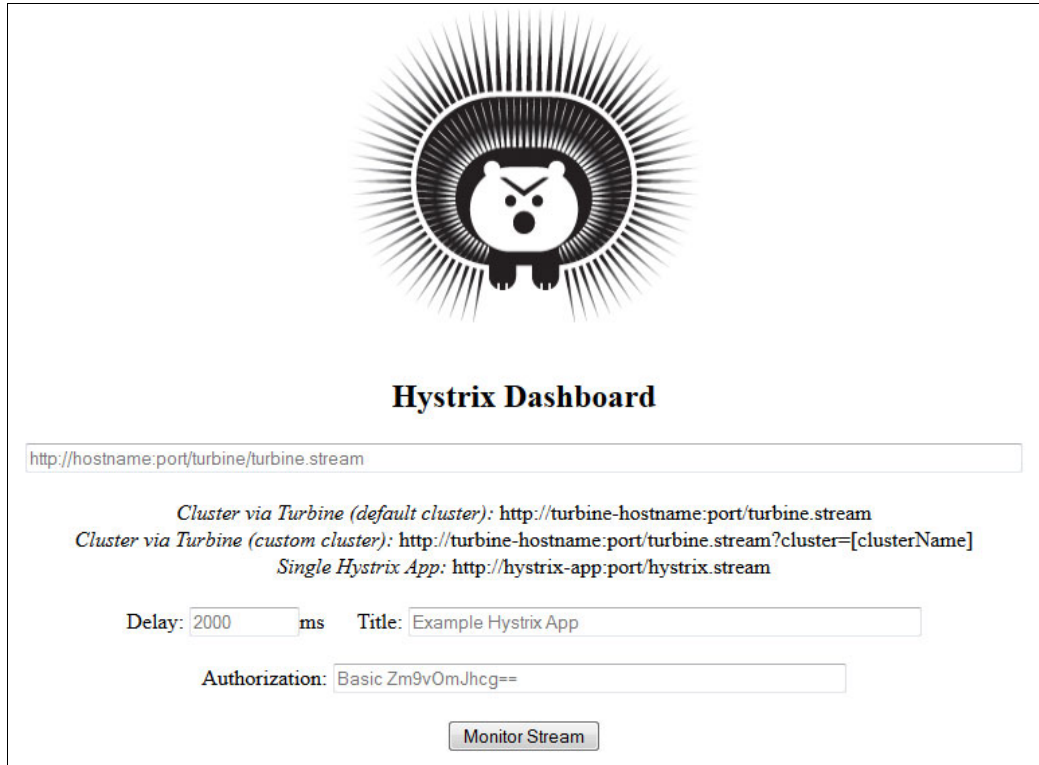 Hystrix Dashboard
http://hostname:port/turbine/turbine.stream
Cluster via Turbine (default cluster): http://turbine-hostname:port/turbine.stream
Cluster via Turbine (custom cluster): http://turbine-hostname:port/turbine.stream?cluster=[clusterName]
Single Hystrix App: http://hystrix-app:port/hystrix.stream
Delay: 2000 ms Title: Example Hystrix App
Authorization: Basic Zm9vOmJhcg==
Monitor Stream